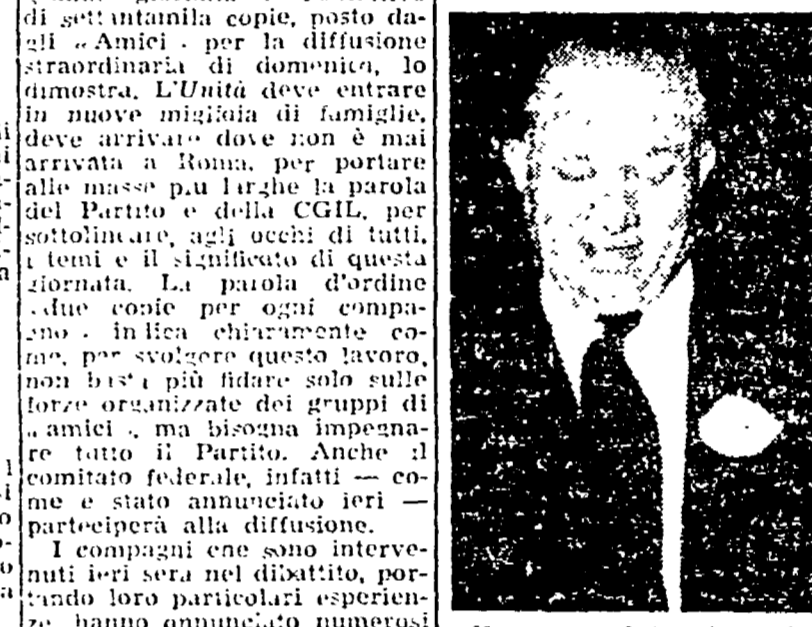 di settantamila copie, posto da-
gli « Amici » per la diffusione
straordinaria di domenica, lo
dimostra. L'Unità deve entrare
in nuove migliaia di famiglie,
deve arrivare dove non è mai
arrivata a Roma, per portare
alle masse più larghe la parola
del Partito e della CGIL, per
sottolineare, agli occhi di tutti,
i temi e il significato di questa
giornata. La parola d'ordine
« due copie per ogni compa-
gno » indica chiaramente co-
me, per svolgere questo lavoro,
non basta più fidare solo sulle
forze organizzate dei gruppi di
« amici », ma bisogna impegna-
re tutto il Partito. Anche il
comitato federale, infatti — co-
me e stato annunciato ieri —
parteciperà alla diffusione.
I compagni che sono interve-
nuti ieri sera nel dibattito, por-
tando loro particolari esperien-
ze, hanno annunciato numerosi